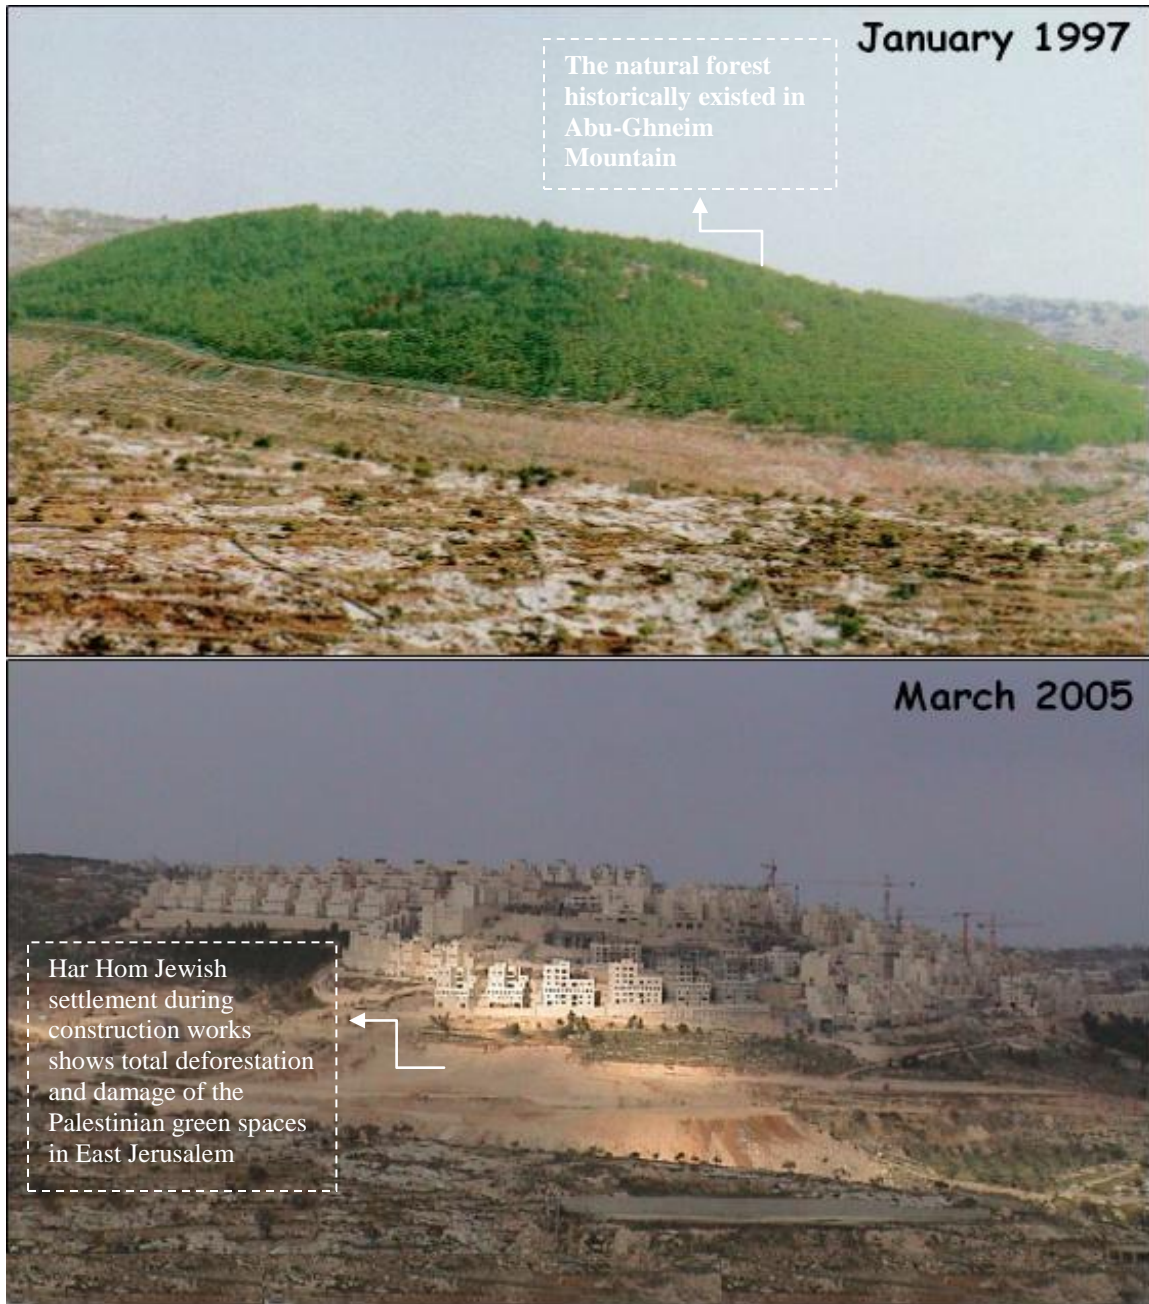 January 1997
The natural forest
historically existed in
Abu-Ghneim
Mountain
March 2005
Har Hom Jewish
settlement during
construction works
shows total deforestation
and damage of the
Palestinian green spaces
in East Jerusalem